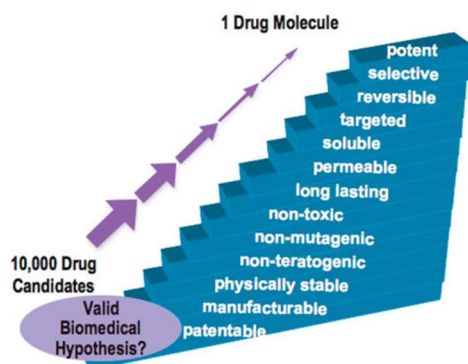 1 Drug Molecule
potent
selective
reversible
targeted
soluble
permeable
long lasting
non-toxic
non-mutagenic
non-teratogenic
physically stable
manufacturable
patentable
10,000 Drug
Candidates
Valid
Biomedical
Hypothesis?